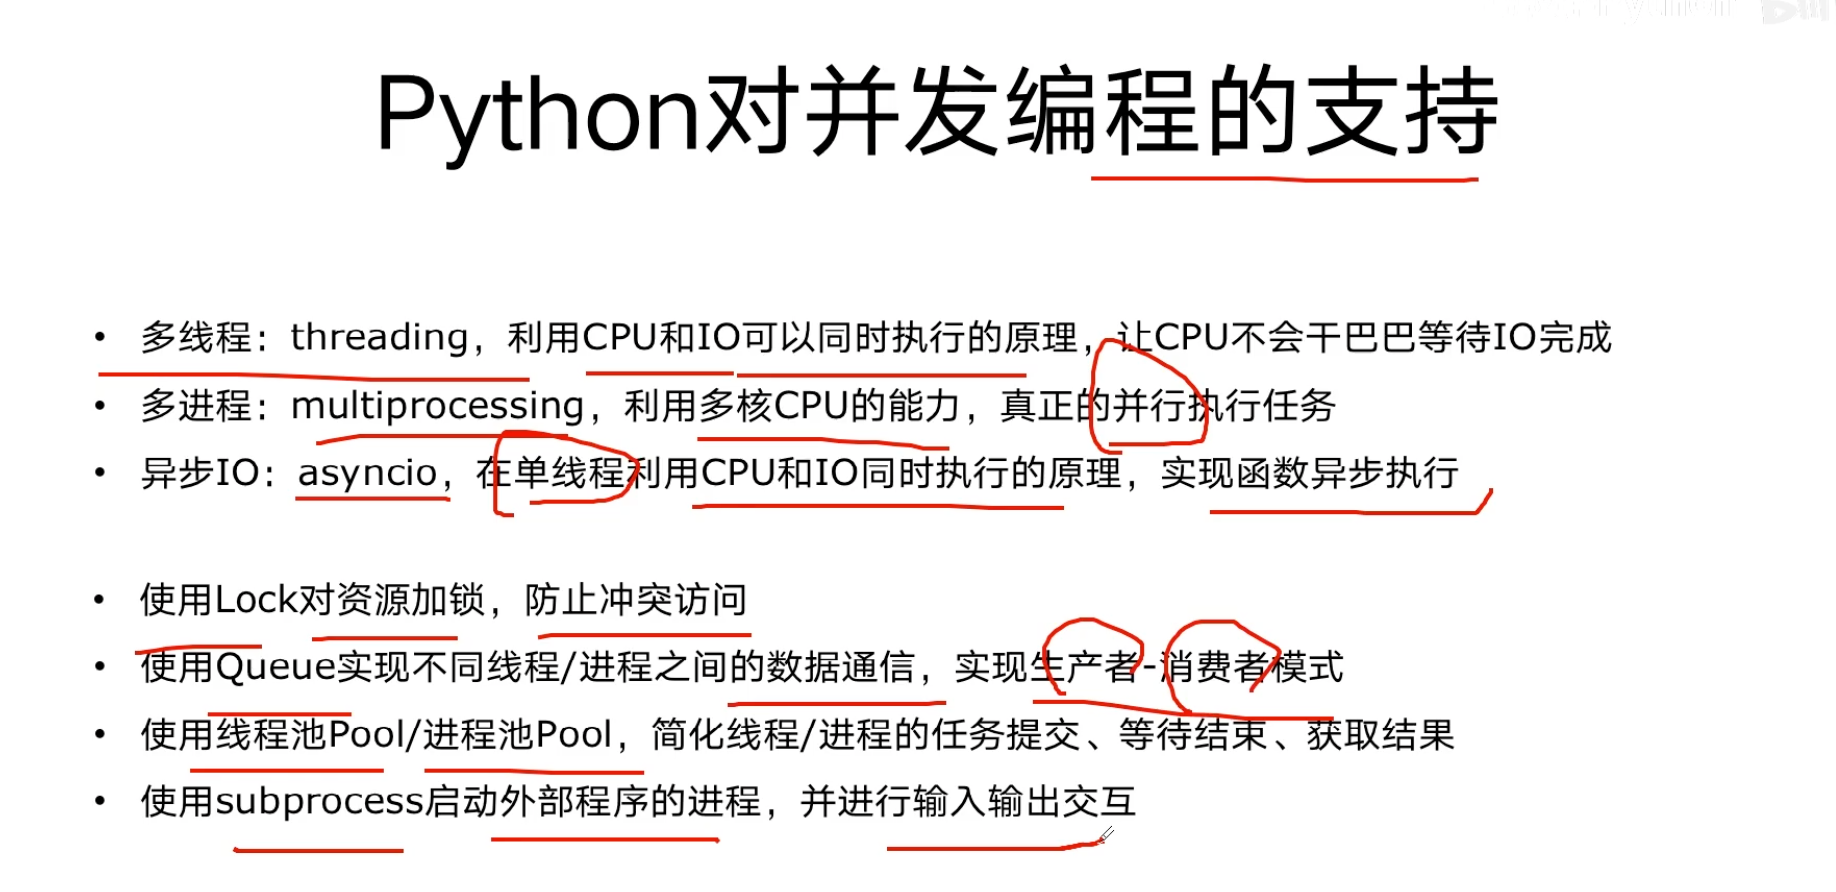 Python对并发编程的支持
• 多线程：threading，利用CPU和IO可以同时执行的原理，让CPU不会干巴巴等待IO完成
• 多进程：multiprocessing，利用多核CPU的能力，真正的并行执行任务
• 异步IO：asyncio，在单线程利用CPU和IO同时执行的原理，实现函数异步执行
• 使用Lock对资源加锁，防止冲突访问
• 使用Queue实现不同线程/进程之间的数据通信，实现生产者-消费者模式
• 使用线程池Pool/进程池Pool，简化线程/进程的任务提交、等待结束、获取结果
• 使用subprocess启动外部程序的进程，并进行输入输出交互